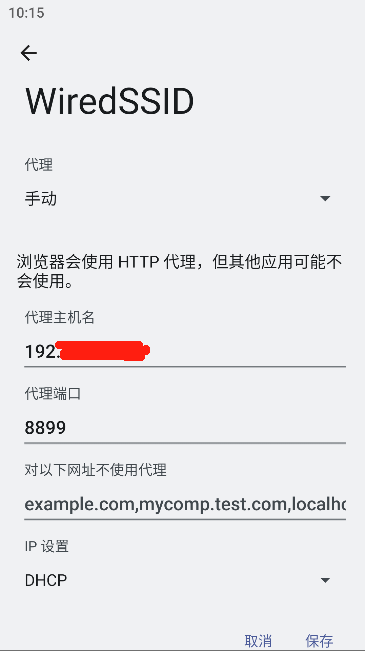 10:15
WiredSSID
代理
手动
浏览器会使用 HTTP 代理，但其他应用可能不
会使用。
代理主机名
192.
代理端口
8899
对以下网址不使用代理
example.com,mycomp.test.com,localho
IP 设置
DHCP
取消 保存